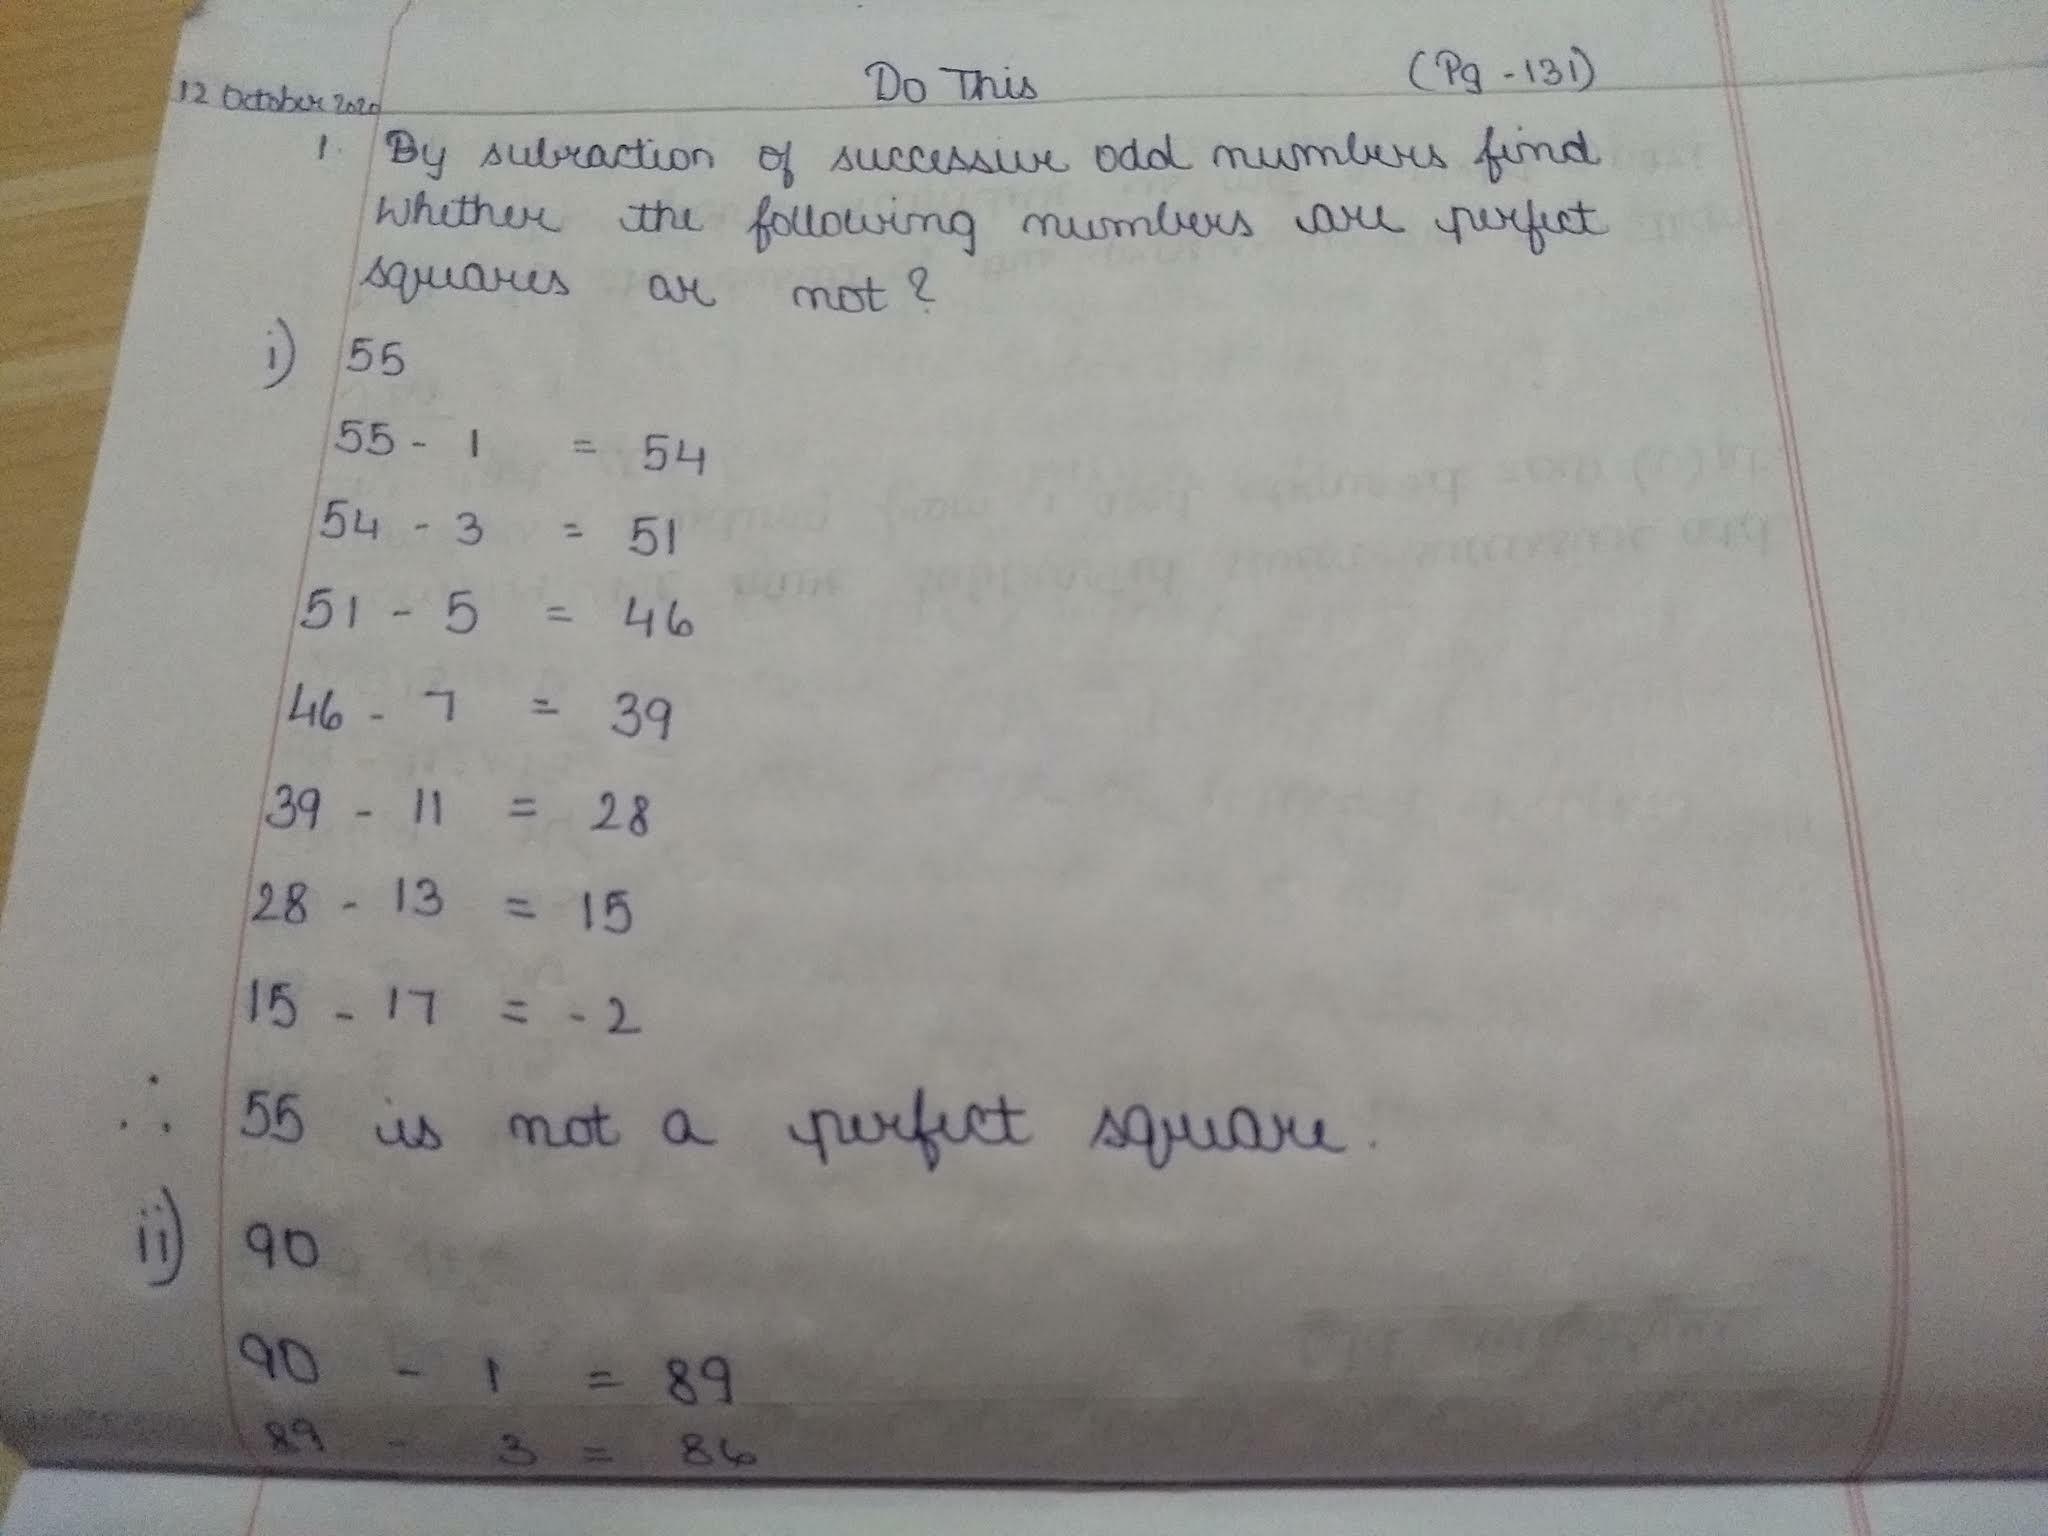 Do This (Pg - 131)
12 October 2020
1. By subraction of successive odd numbers find
whether the following numbers are perfect
squares or not?
i) 55
55 - 1 = 54
54 - 3 = 51
51 - 5 = 46
46 - 7 = 39
39 - 11 = 28
28 - 13 = 15
15 - 17 = - 2
∴ 55 is not a perfect square.
ii) 90
90 - 1 = 89
89 - 3 = 86